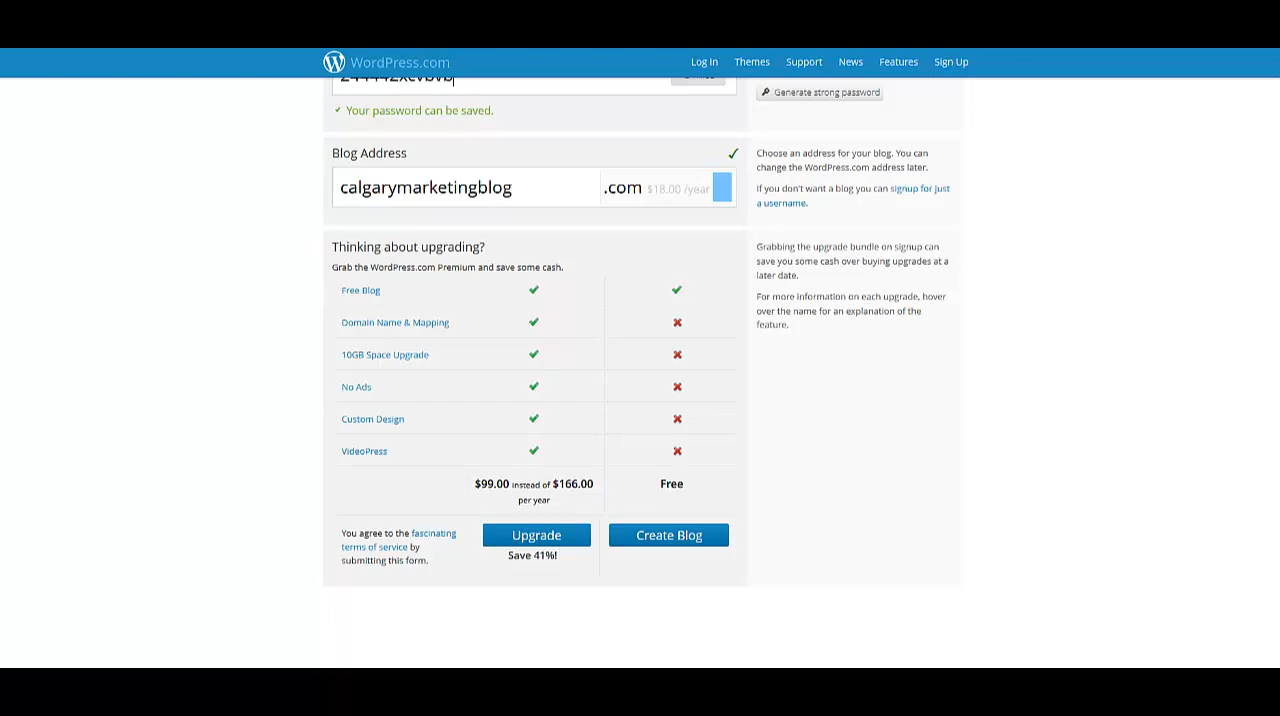 WordPress.com
Log In Themes Support News Features Sign Up
Generate strong password
Your password can be saved.
Blog Address
calgarymarketingblog .com $18.00 /year
Choose an address for your blog. You can
change the WordPress.com address later.
If you don't want a blog you can signup for just
a username.
Thinking about upgrading?
Grab the WordPress.com Premium and save some cash.
Grabbing the upgrade bundle on signup can
save you some cash over buying upgrades at a
later date.
For more information on each upgrade, hover
over the name for an explanation of the
feature.
Free Blog
Domain Name & Mapping
10GB Space Upgrade
No Ads
Custom Design
VideoPress
$99.00 instead of $166.00
per year
Free
You agree to the fascinating
terms of service by
submitting this form.
Upgrade
Save 41%!
Create Blog